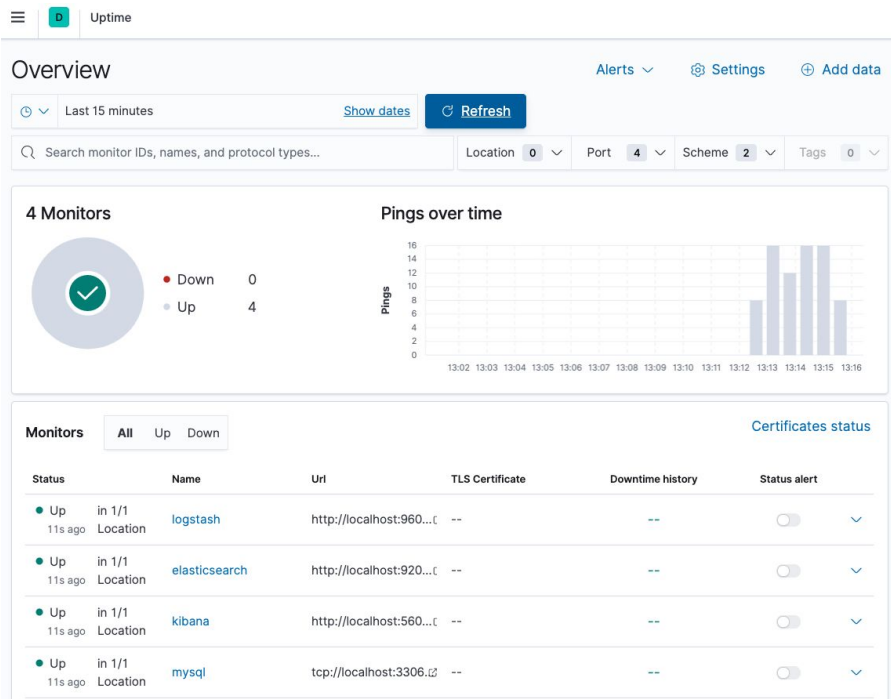 D Uptime
Overview
Alerts Settings Add data
Last 15 minutes Show dates Refresh
Search monitor IDs, names, and protocol types... Location 0 Port 4 Scheme 2 Tags 0
4 Monitors
Down 0
Up 4
Pings over time
Pings
16
14
12
10
8
6
4
2
0
13:02 13:03 13:04 13:05 13:06 13:07 13:08 13:09 13:10 13:11 13:12 13:13 13:14 13:15 13:16
Monitors All Up Down Certificates status
Status Name Url TLS Certificate Downtime history Status alert
Up in 1/1 logstash http://localhost:960... -- --
11s ago Location
Up in 1/1 elasticsearch http://localhost:920... -- --
11s ago Location
Up in 1/1 kibana http://localhost:560... -- --
11s ago Location
Up in 1/1 mysql tcp://localhost:3306. -- --
11s ago Location